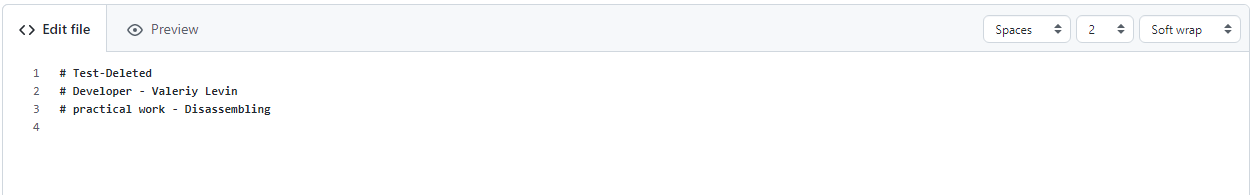 <> Edit file Preview Spaces 2 Soft wrap
1 # Test-Deleted
2 # Developer - Valeriy Levin
3 # practical work - Disassembling
4